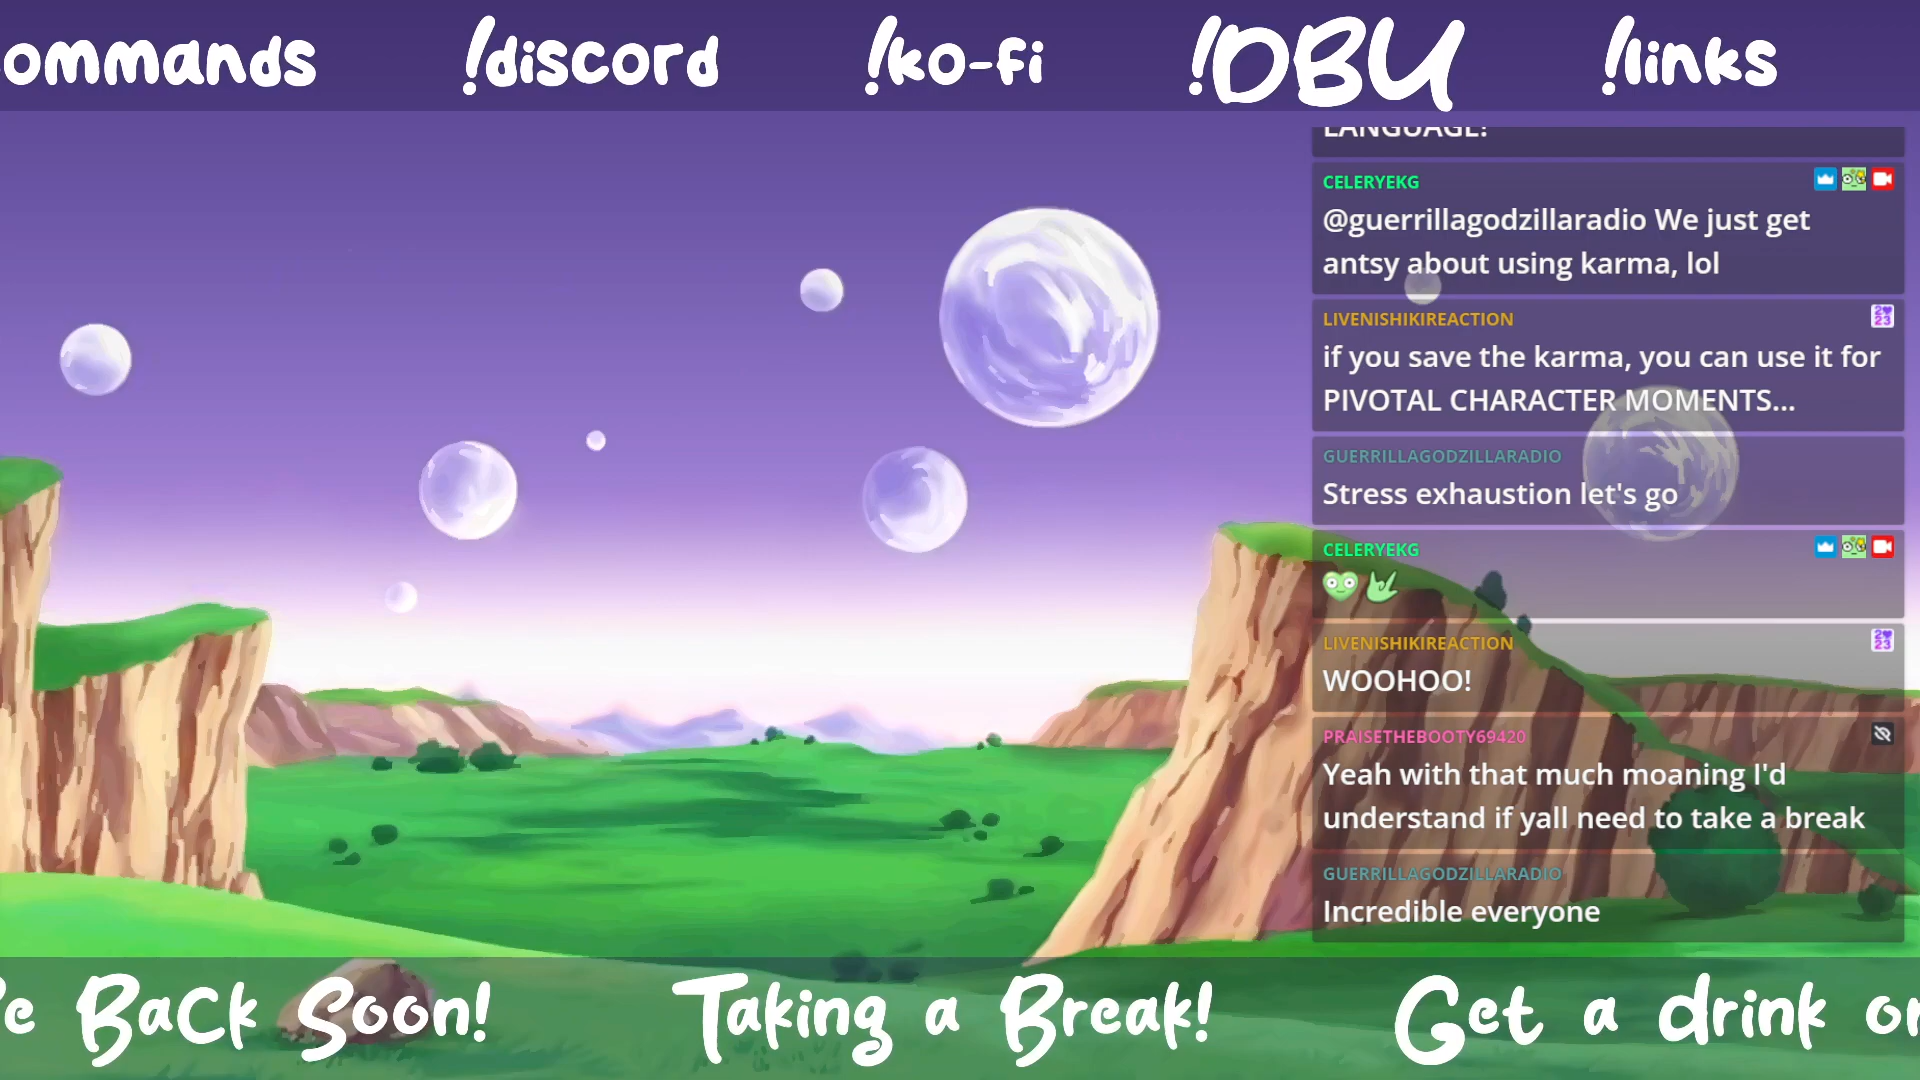 ommands !discord !ko-fi !DBU !links
LANGUAGE!
CELERYEKG
@guerrillagodzillaradio We just get
antsy about using karma, lol
LIVENISHIKIREACTION
if you save the karma, you can use it for
PIVOTAL CHARACTER MOMENTS...
GUERRILLAGODZILLARADIO
Stress exhaustion let's go
CELERYEKG
LIVENISHIKIREACTION
WOOHOO!
PRAISETHEBOOTY69420
Yeah with that much moaning I'd
understand if yall need to take a break
GUERRILLAGODZILLARADIO
Incredible everyone
e Back Soon! Taking a Break! Get a drink or